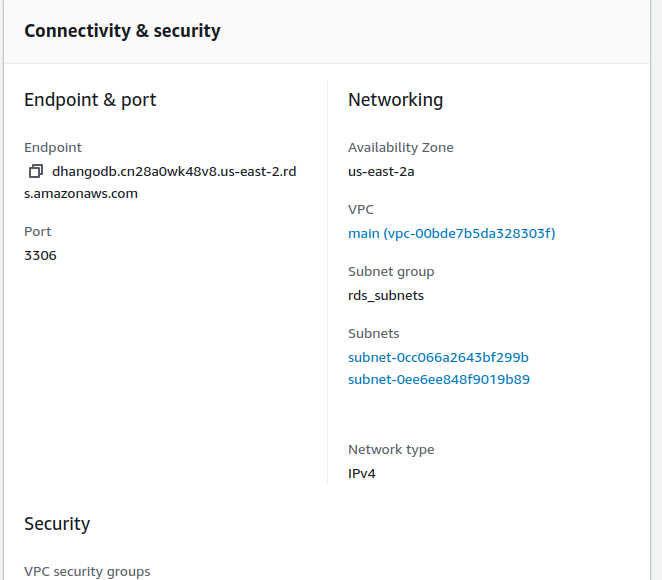 Connectivity & security
Endpoint & port
Endpoint
dhangodb.cn28a0wk48v8.us-east-2.rd
s.amazonaws.com
Port
3306
Networking
Availability Zone
us-east-2a
VPC
main (vpc-00bde7b5da328303f)
Subnet group
rds_subnets
Subnets
subnet-0cc066a2643bf299b
subnet-0ee6ee848f9019b89
Network type
IPv4
Security
VPC security groups